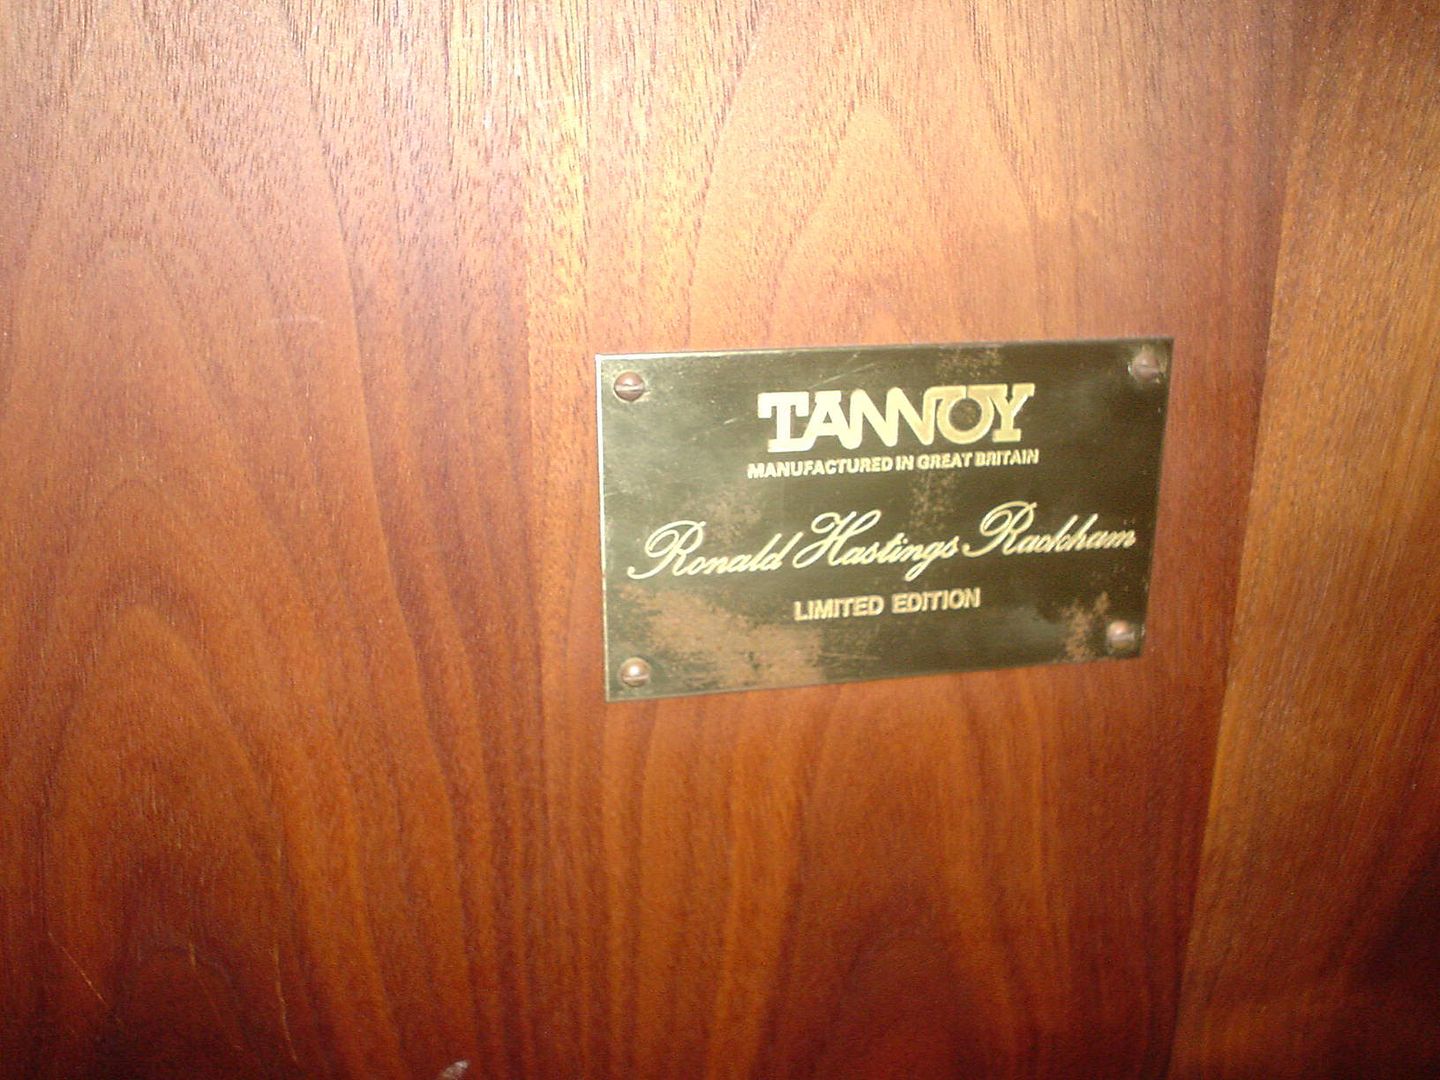 TANNOY
MANUFACTURED IN GREAT BRITAIN
Ronald Hastings Rackham
LIMITED EDITION